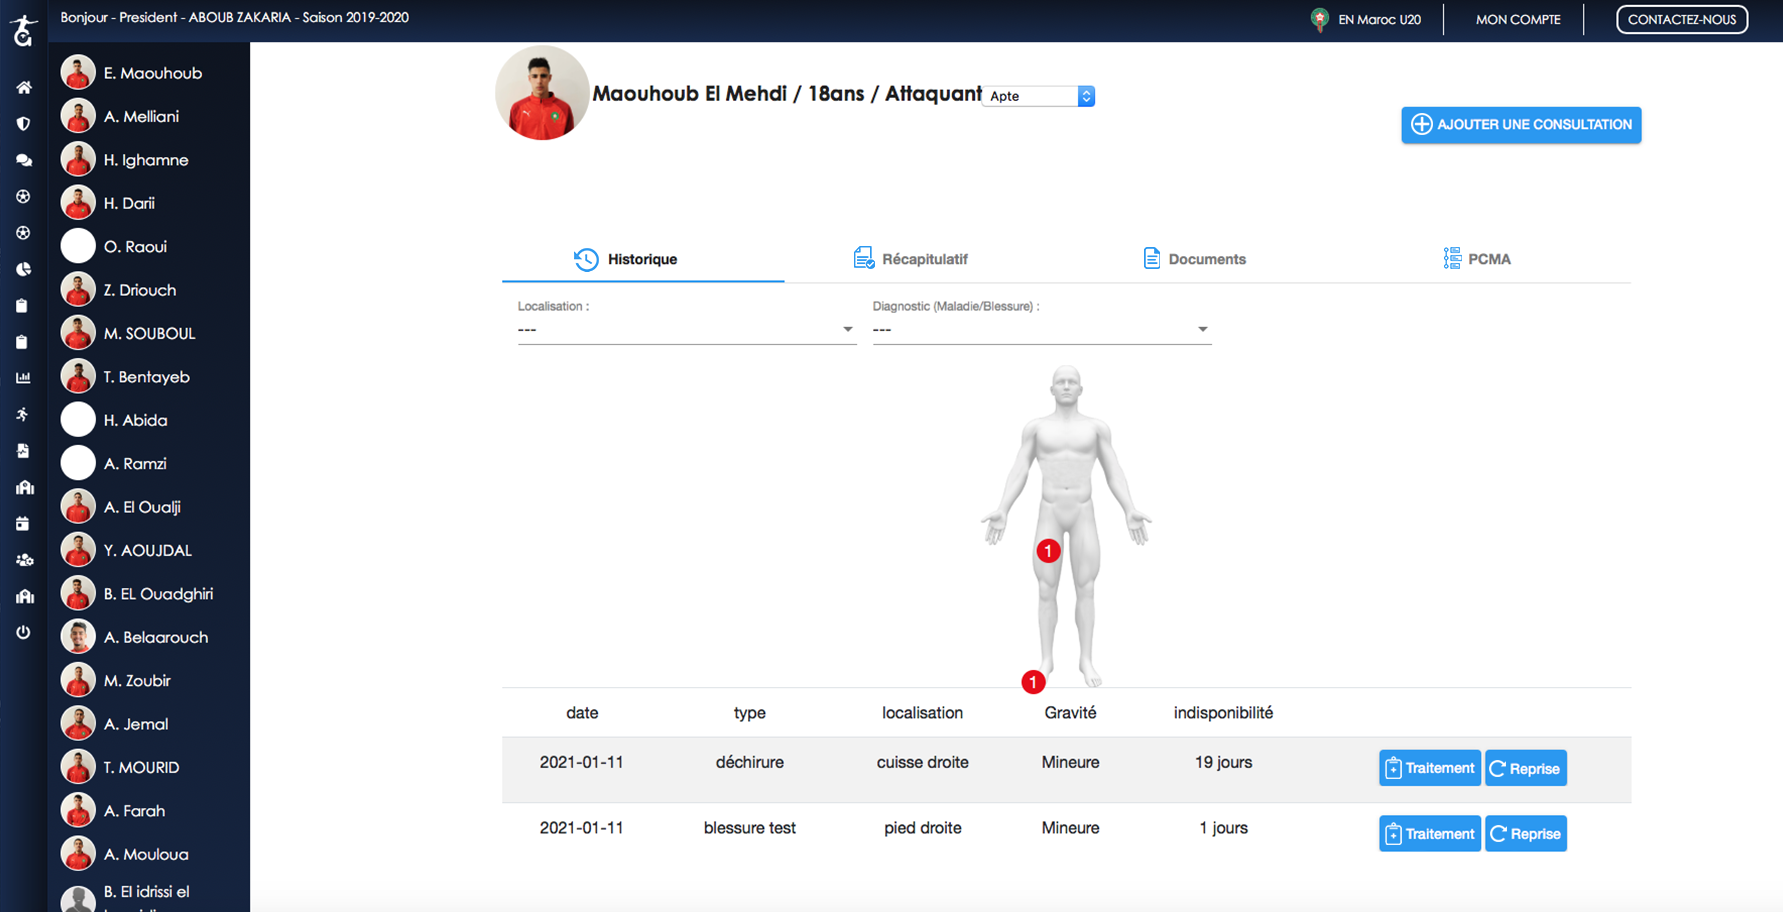 Bonjour - President - ABOUB ZAKARIA - Saison 2019-2020
EN Maroc U20
MON COMPTE
CONTACTEZ-NOUS
E. Maouhoub
A. Melliani
H. Ighamne
H. Darii
O. Raoui
Z. Driouch
M. SOUBOUL
T. Bentayeb
H. Abida
A. Ramzi
A. El Oualji
Y. AOUJDAL
B. EL Ouadghiri
A. Belaarouch
M. Zoubir
A. Jemal
T. MOURID
A. Farah
A. Mouloua
B. El idrissi el
Maouhoub El Mehdi / 18ans / Attaquant
Apte
AJOUTER UNE CONSULTATION
Historique
Récapitulatif
Documents
PCMA
Localisation :
Diagnostic (Maladie/Blessure) :
---
---
1
1
date type localisation Gravité indisponibilité
2021-01-11 déchirure cuisse droite Mineure 19 jours Traitement Reprise
2021-01-11 blessure test pied droite Mineure 1 jours Traitement Reprise